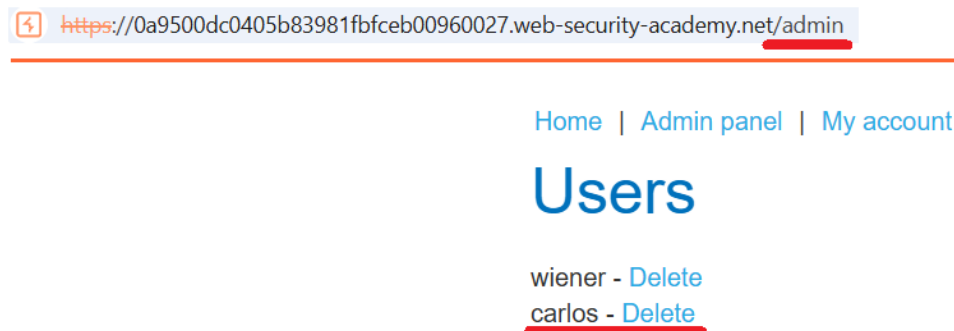 https://0a9500dc0405b83981fbfceb00960027.web-security-academy.net/admin
Home | Admin panel | My account
Users
wiener - Delete
carlos - Delete